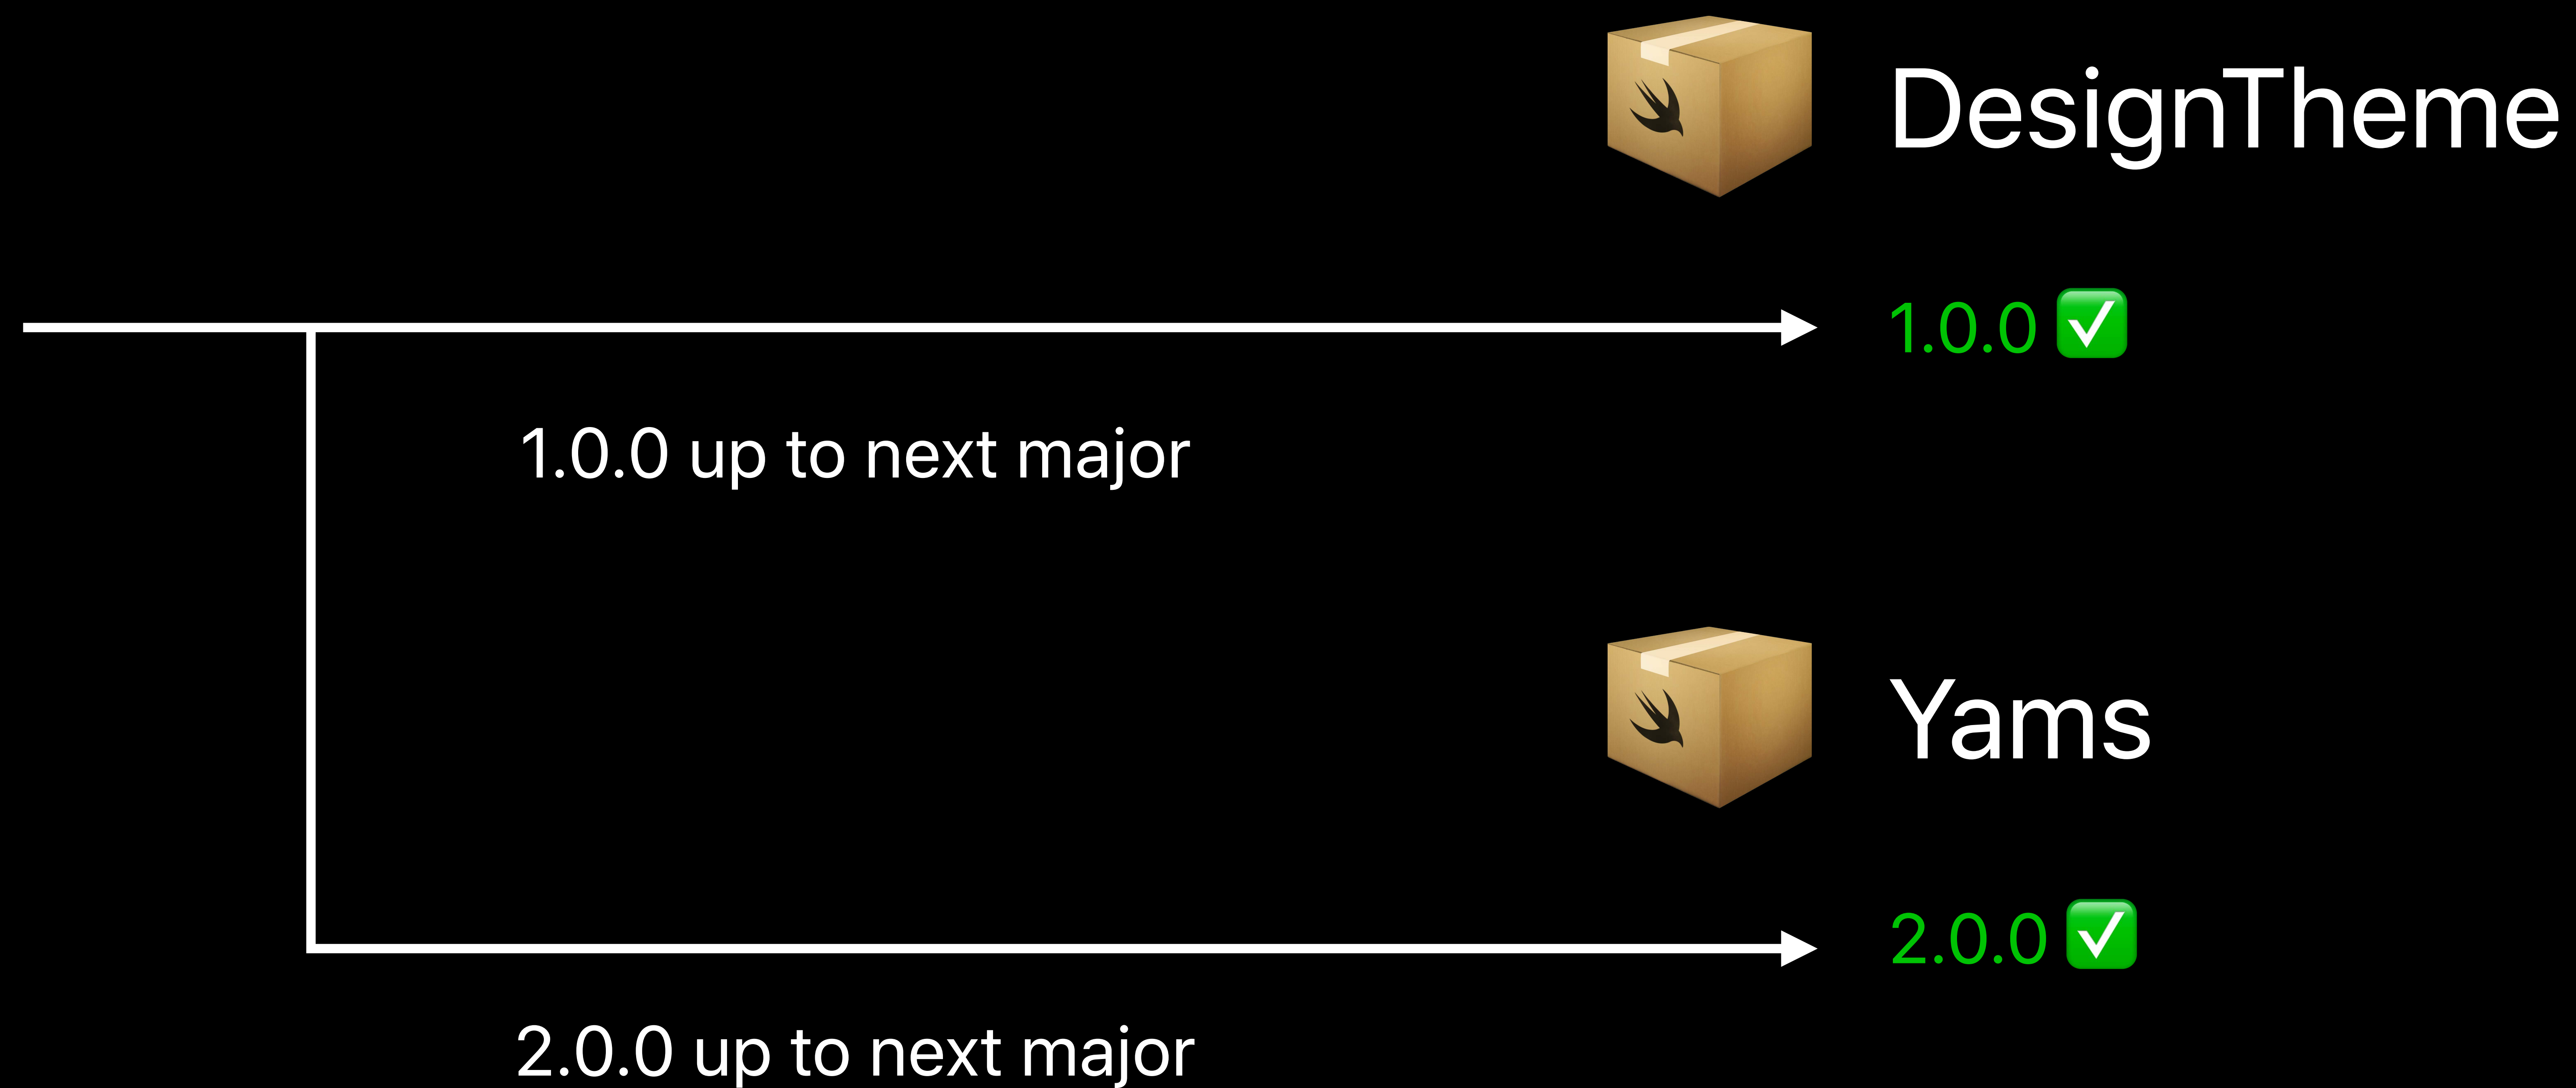 DesignTheme
1.0.0 ✅
1.0.0 up to next major
Yams
2.0.0 ✅
2.0.0 up to next major